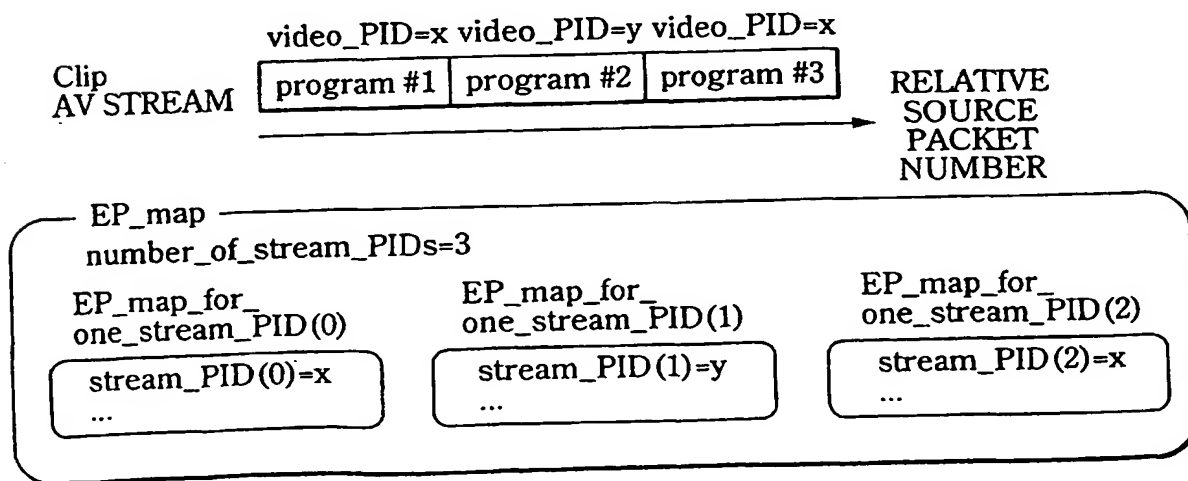 video_PID=x video_PID=y video_PID=x
Clip
AV STREAM
program #1 program #2 program #3
RELATIVE
SOURCE
PACKET
NUMBER
EP_map
number_of_stream_PIDs=3
EP_map_for_
one_stream_PID(0)
stream_PID(0)=x
...
EP_map_for_
one_stream_PID(1)
stream_PID(1)=y
...
EP_map_for_
one_stream_PID(2)
stream_PID(2)=x
...